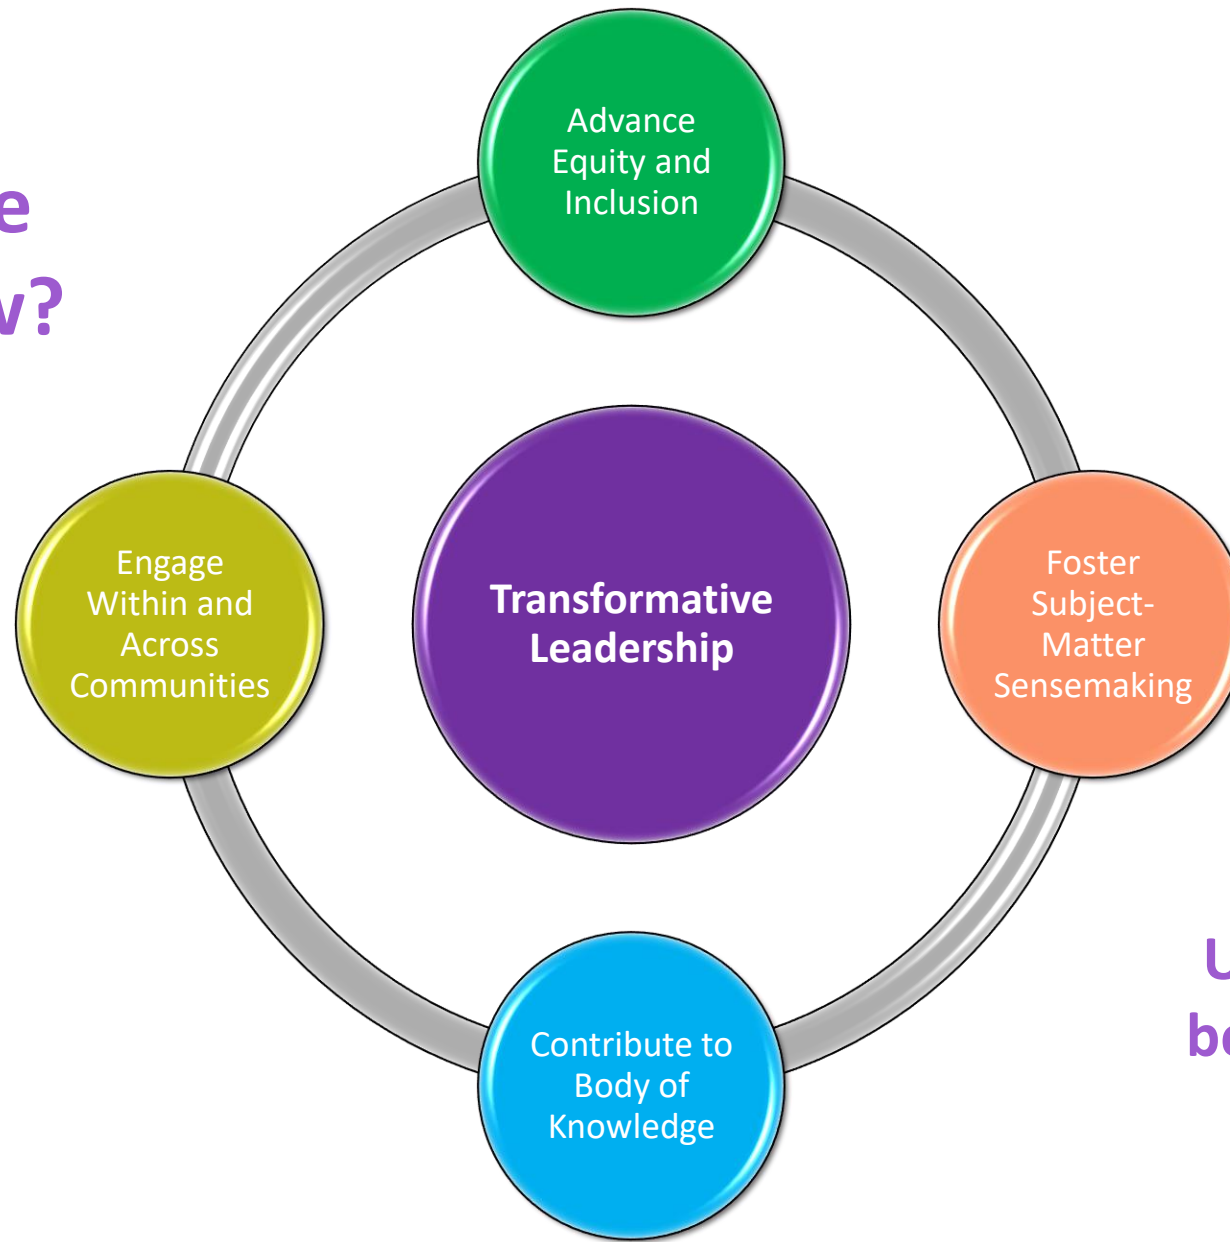 Advance
Equity and
Inclusion
e
w?
Engage
Within and
Across
Communities
Transformative
Leadership
Foster
Subject-
Matter
Sensemaking
Contribute to
Body of
Knowledge